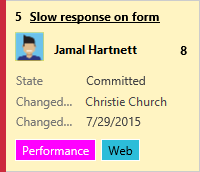 5 Slow response on form
Jamal Hartnett 8
State Committed
Changed... Christie Church
Changed... 7/29/2015
Performance Web